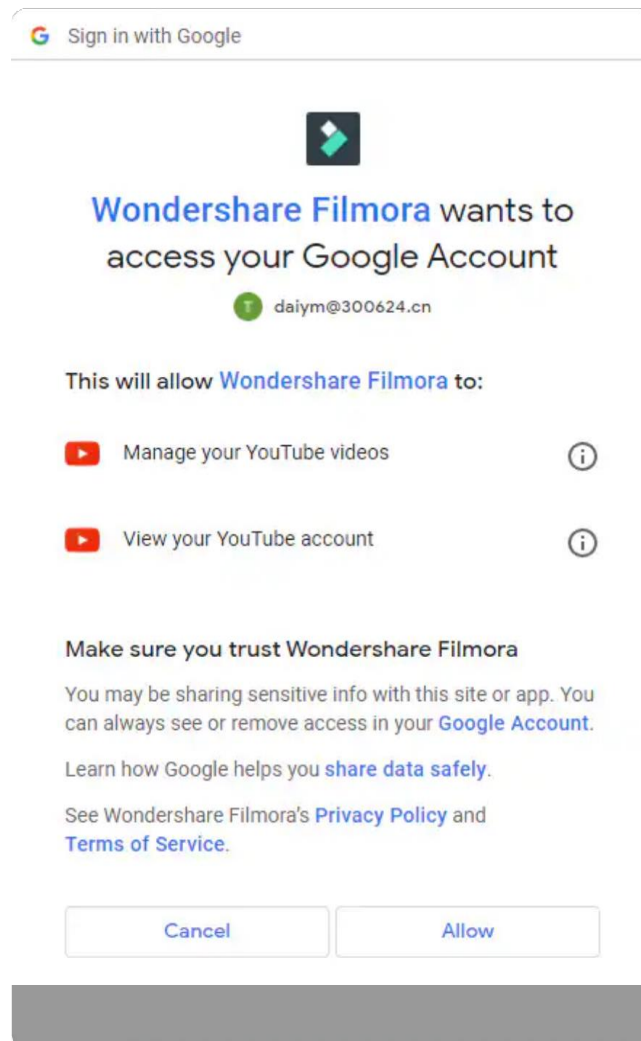 Sign in with Google
Wondershare Filmora wants to
access your Google Account
T daiym@300624.cn
This will allow Wondershare Filmora to:
Manage your YouTube videos
View your YouTube account
Make sure you trust Wondershare Filmora
You may be sharing sensitive info with this site or app. You
can always see or remove access in your Google Account.
Learn how Google helps you share data safely.
See Wondershare Filmora's Privacy Policy and
Terms of Service.
Cancel Allow